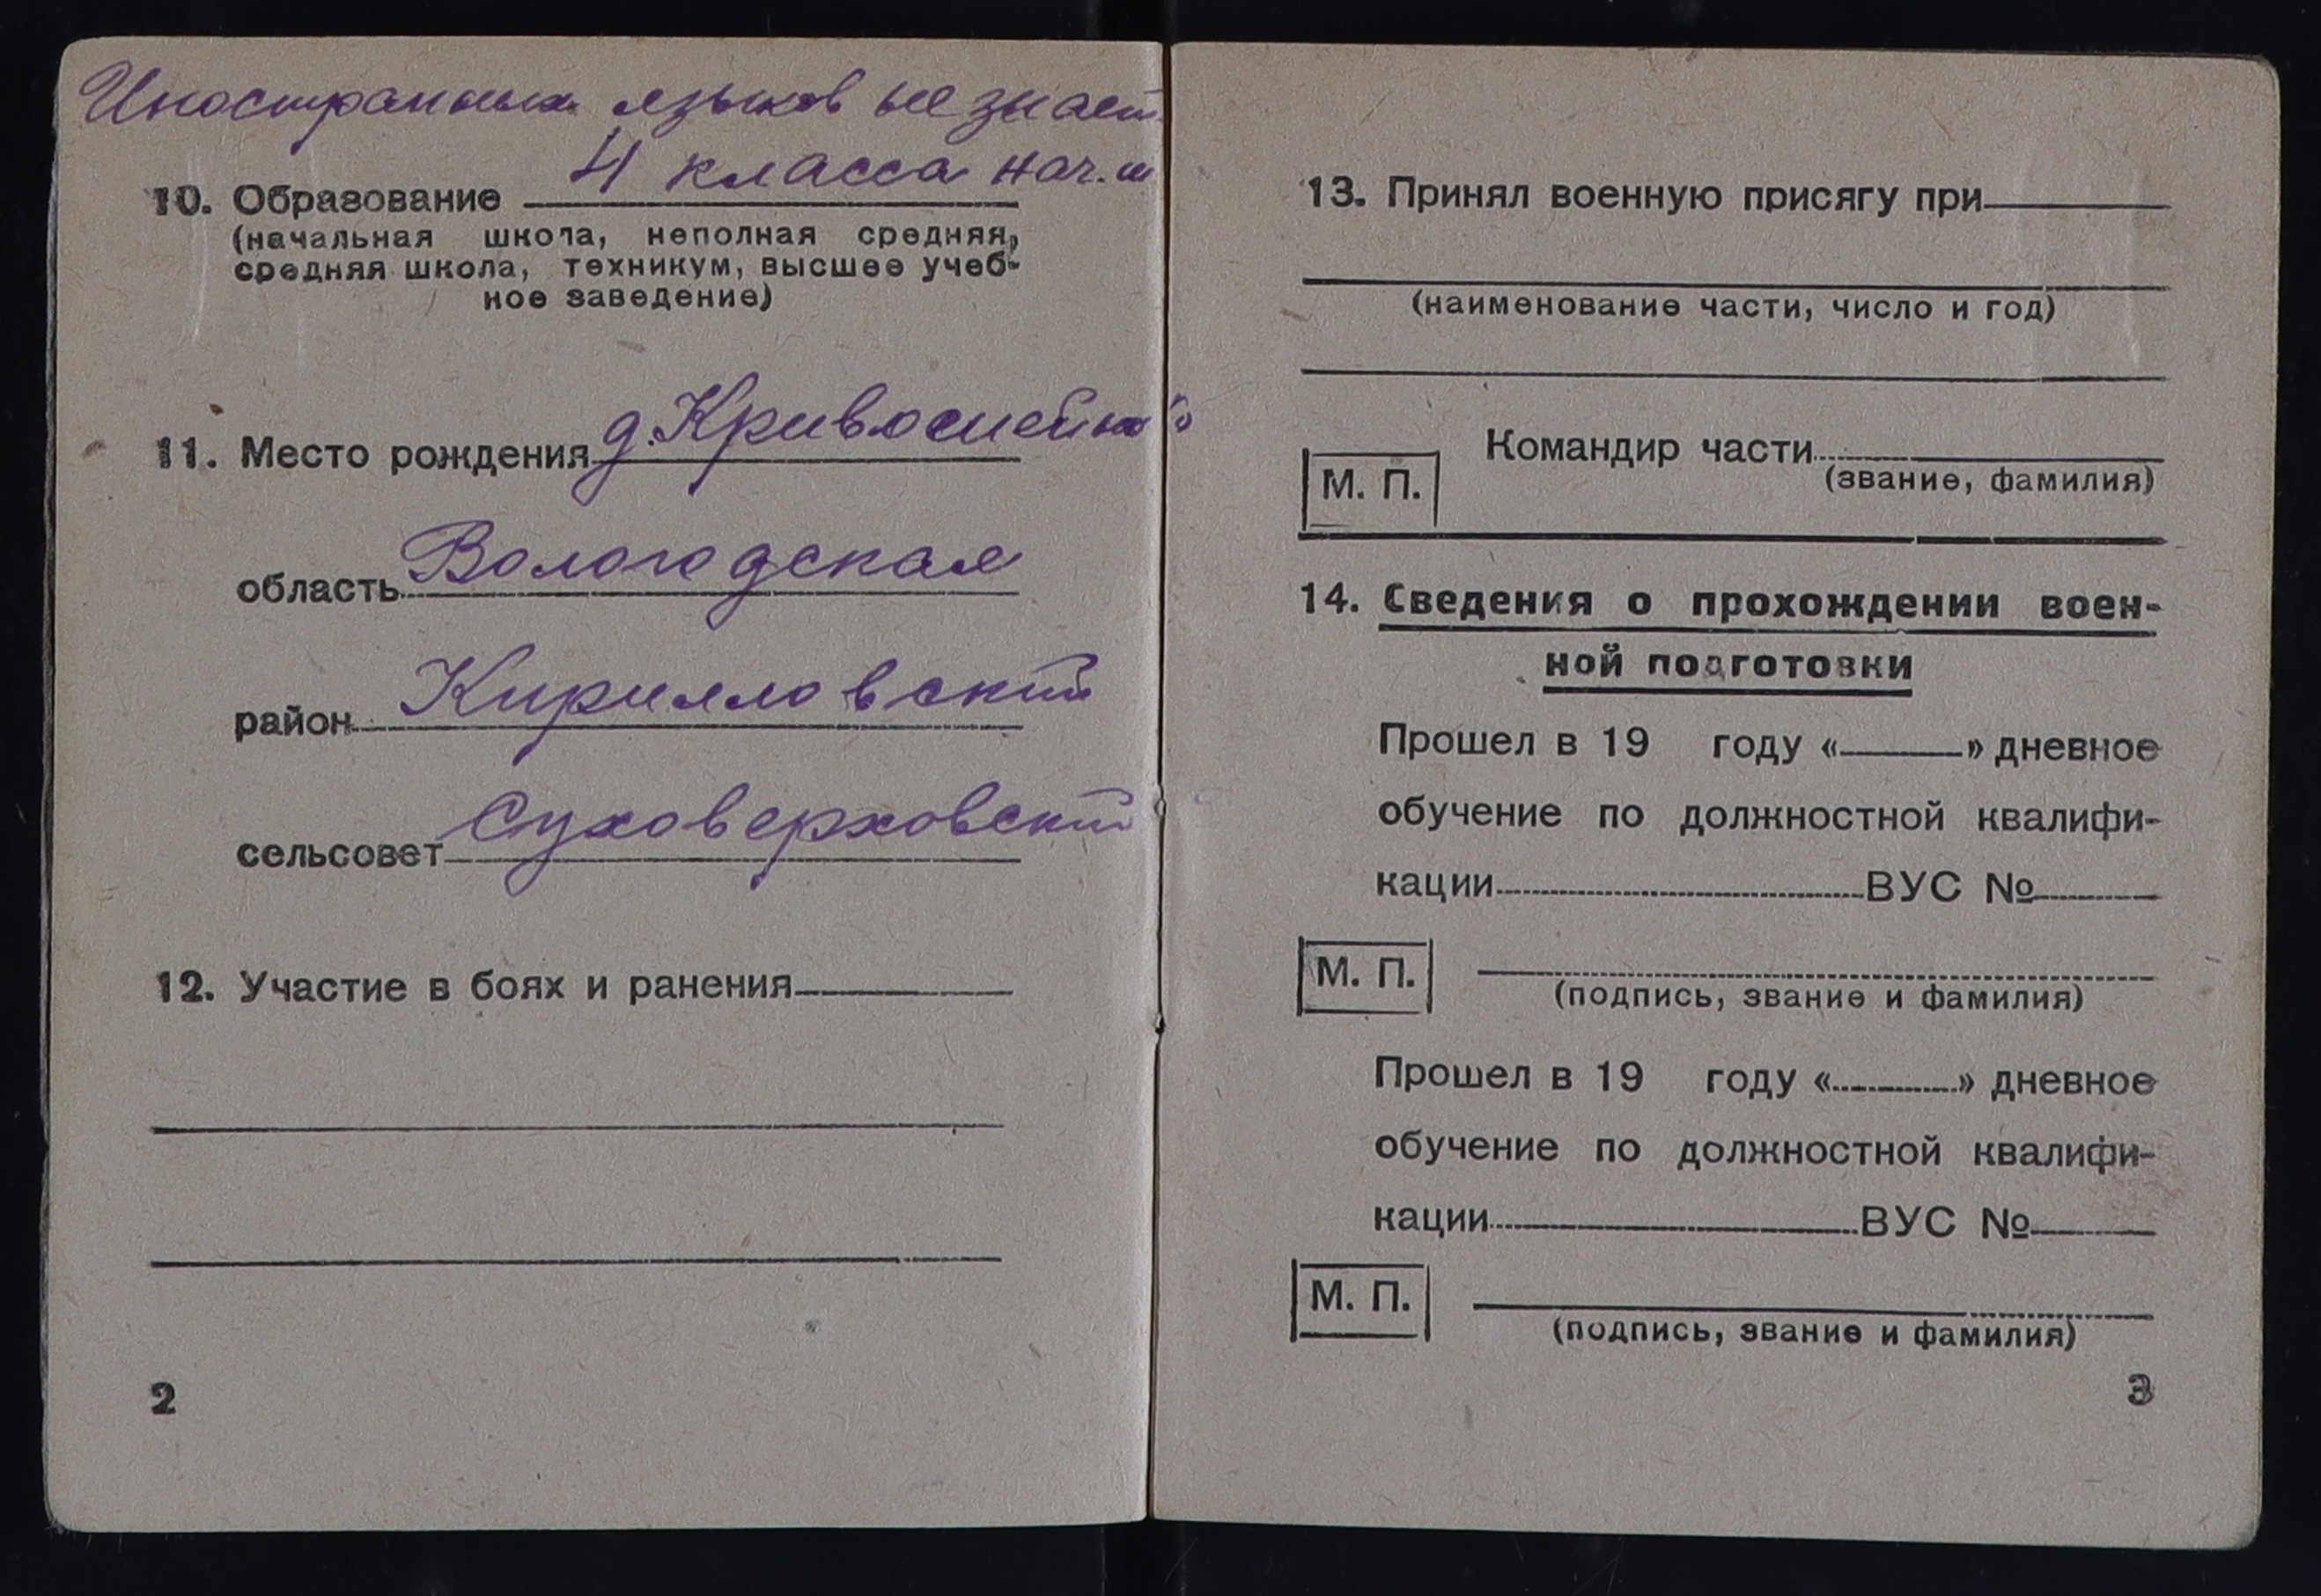 Иностранных языков не знает
4 класса нач. ш
10. Образование
(начальная школа, неполная средняя,
средняя школа, техникум, высшее учеб-
ное заведение)
11. Место рождения д.
область Вологодская
район Кирилловский
сельсовет Суховерховский
12. Участие в боях и ранения
2
13. Принял военную присягу при
(наименование части, число и год)
Командир части
(звание, фамилия)
М. П.
14. Сведения о прохождении воен-
ной подготовки
Прошел в 19 году « » дневное
обучение по должностной квалифи-
кации ВУС №
М. П.
(подпись, звание и фамилия)
Прошел в 19 году « » дневное
обучение по должностной квалифи-
кации ВУС №
М. П.
(подпись, звание и фамилия)
3